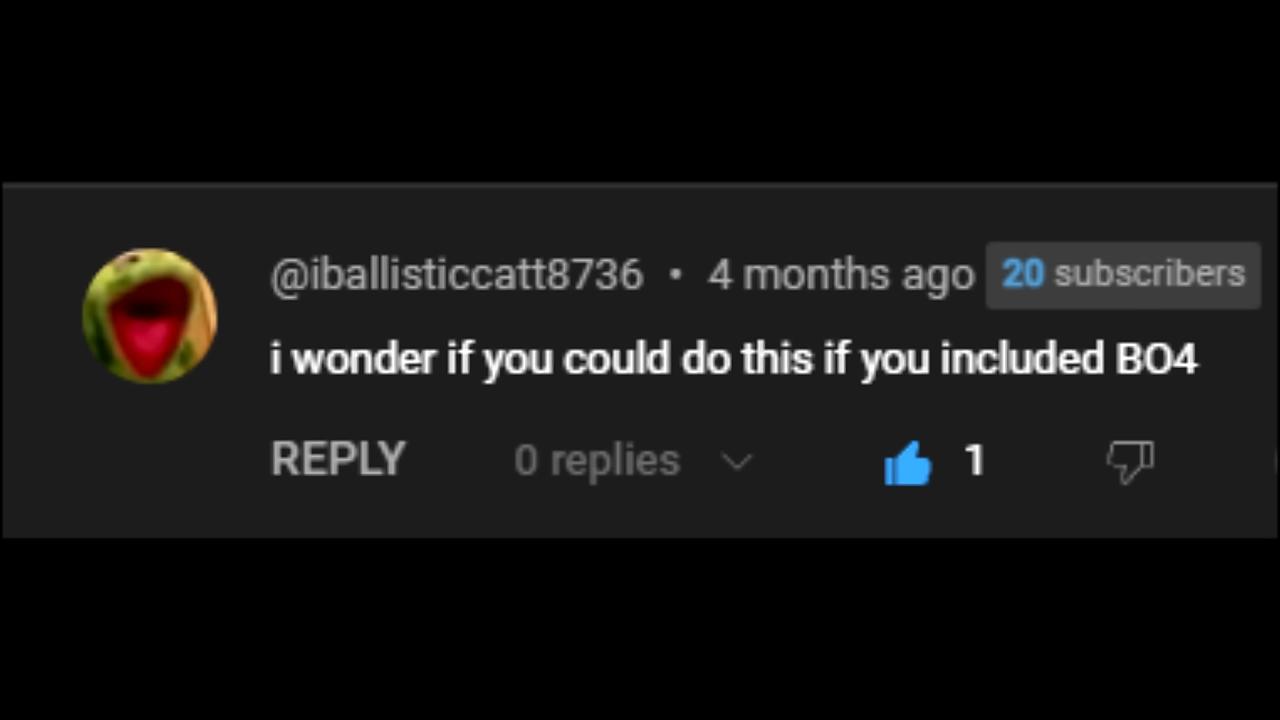 @iballisticcatt8736 • 4 months ago 20 subscribers
i wonder if you could do this if you included BO4
REPLY 0 replies 1